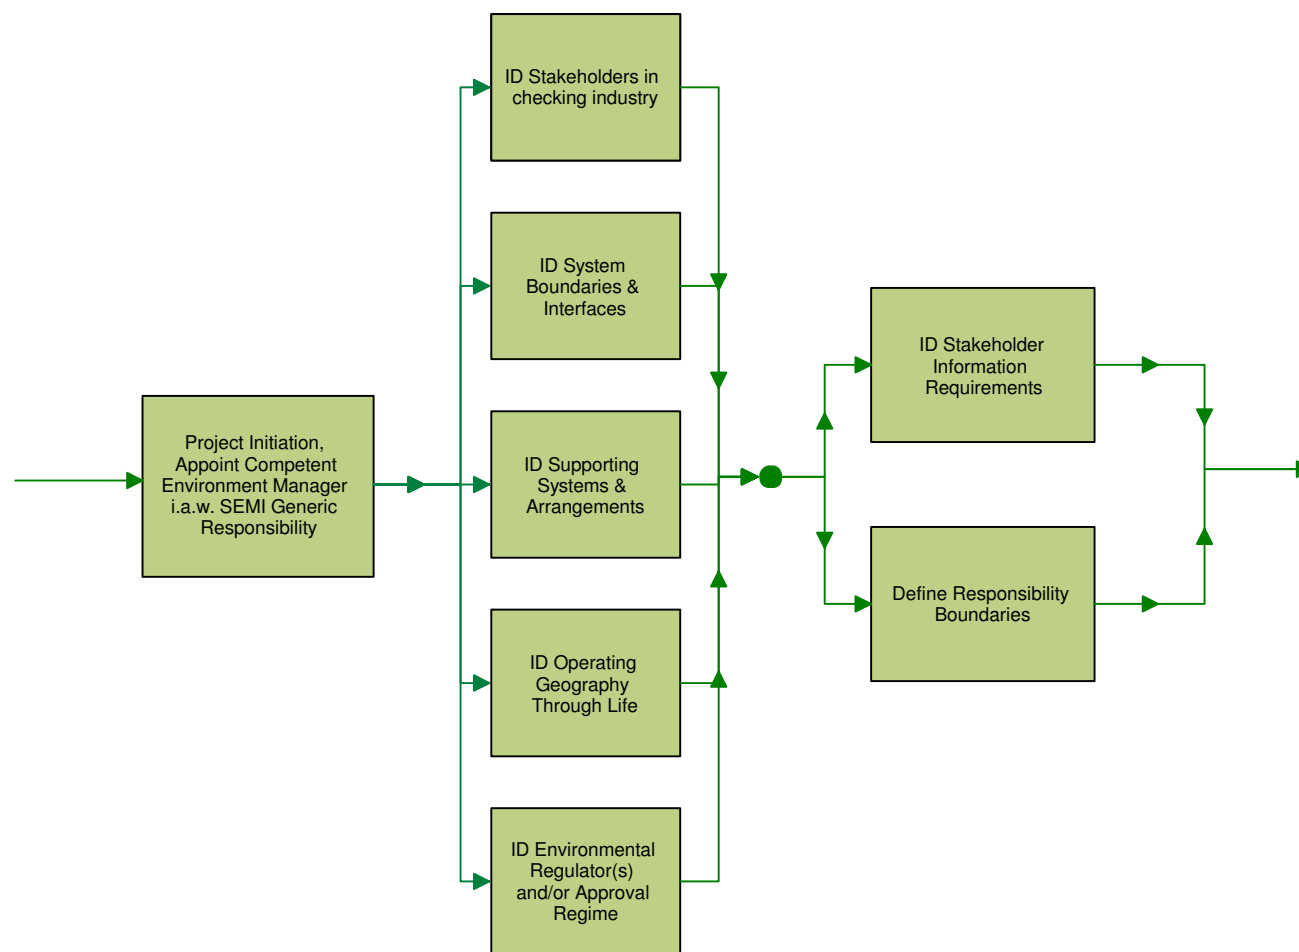 ID Stakeholders in
checking industry
ID System
Boundaries &
Interfaces
ID Stakeholder
Information
Requirements
Project Initiation,
Appoint Competent
Environment Manager
i.a.w. SEMI Generic
Responsibility
ID Supporting
Systems &
Arrangements
Define Responsibility
Boundaries
ID Operating
Geography
Through Life
ID Environmental
Regulator(s)
and/or Approval
Regime